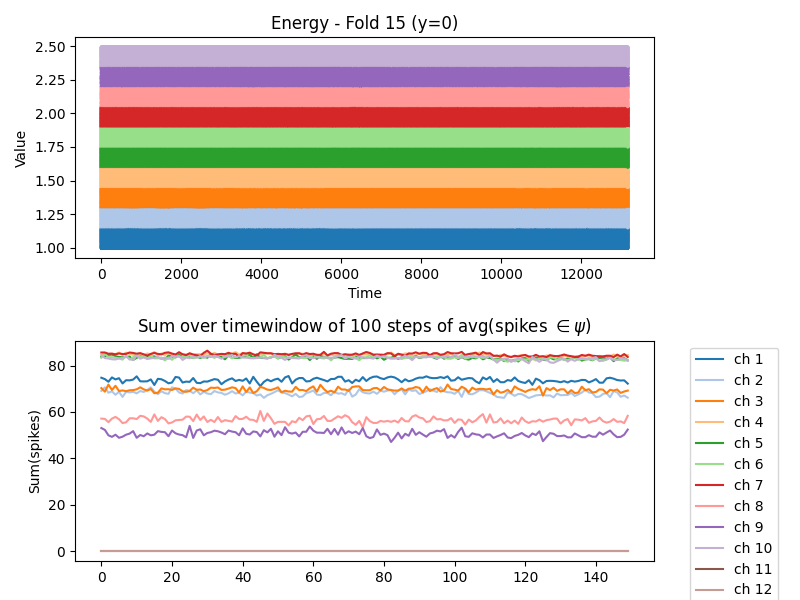 Energy - Fold 15 (y=0)
2.50
2.25
2.00
1.75
1.50
1.25
1.00
Value
0 2000 4000 6000 8000 10000 12000
Time
Sum over timewindow of 100 steps of avg(spikes ∈ ψ)
80
60
40
20
0
Sum(spikes)
0 20 40 60 80 100 120 140
ch 1
ch 2
ch 3
ch 4
ch 5
ch 6
ch 7
ch 8
ch 9
ch 10
ch 11
ch 12